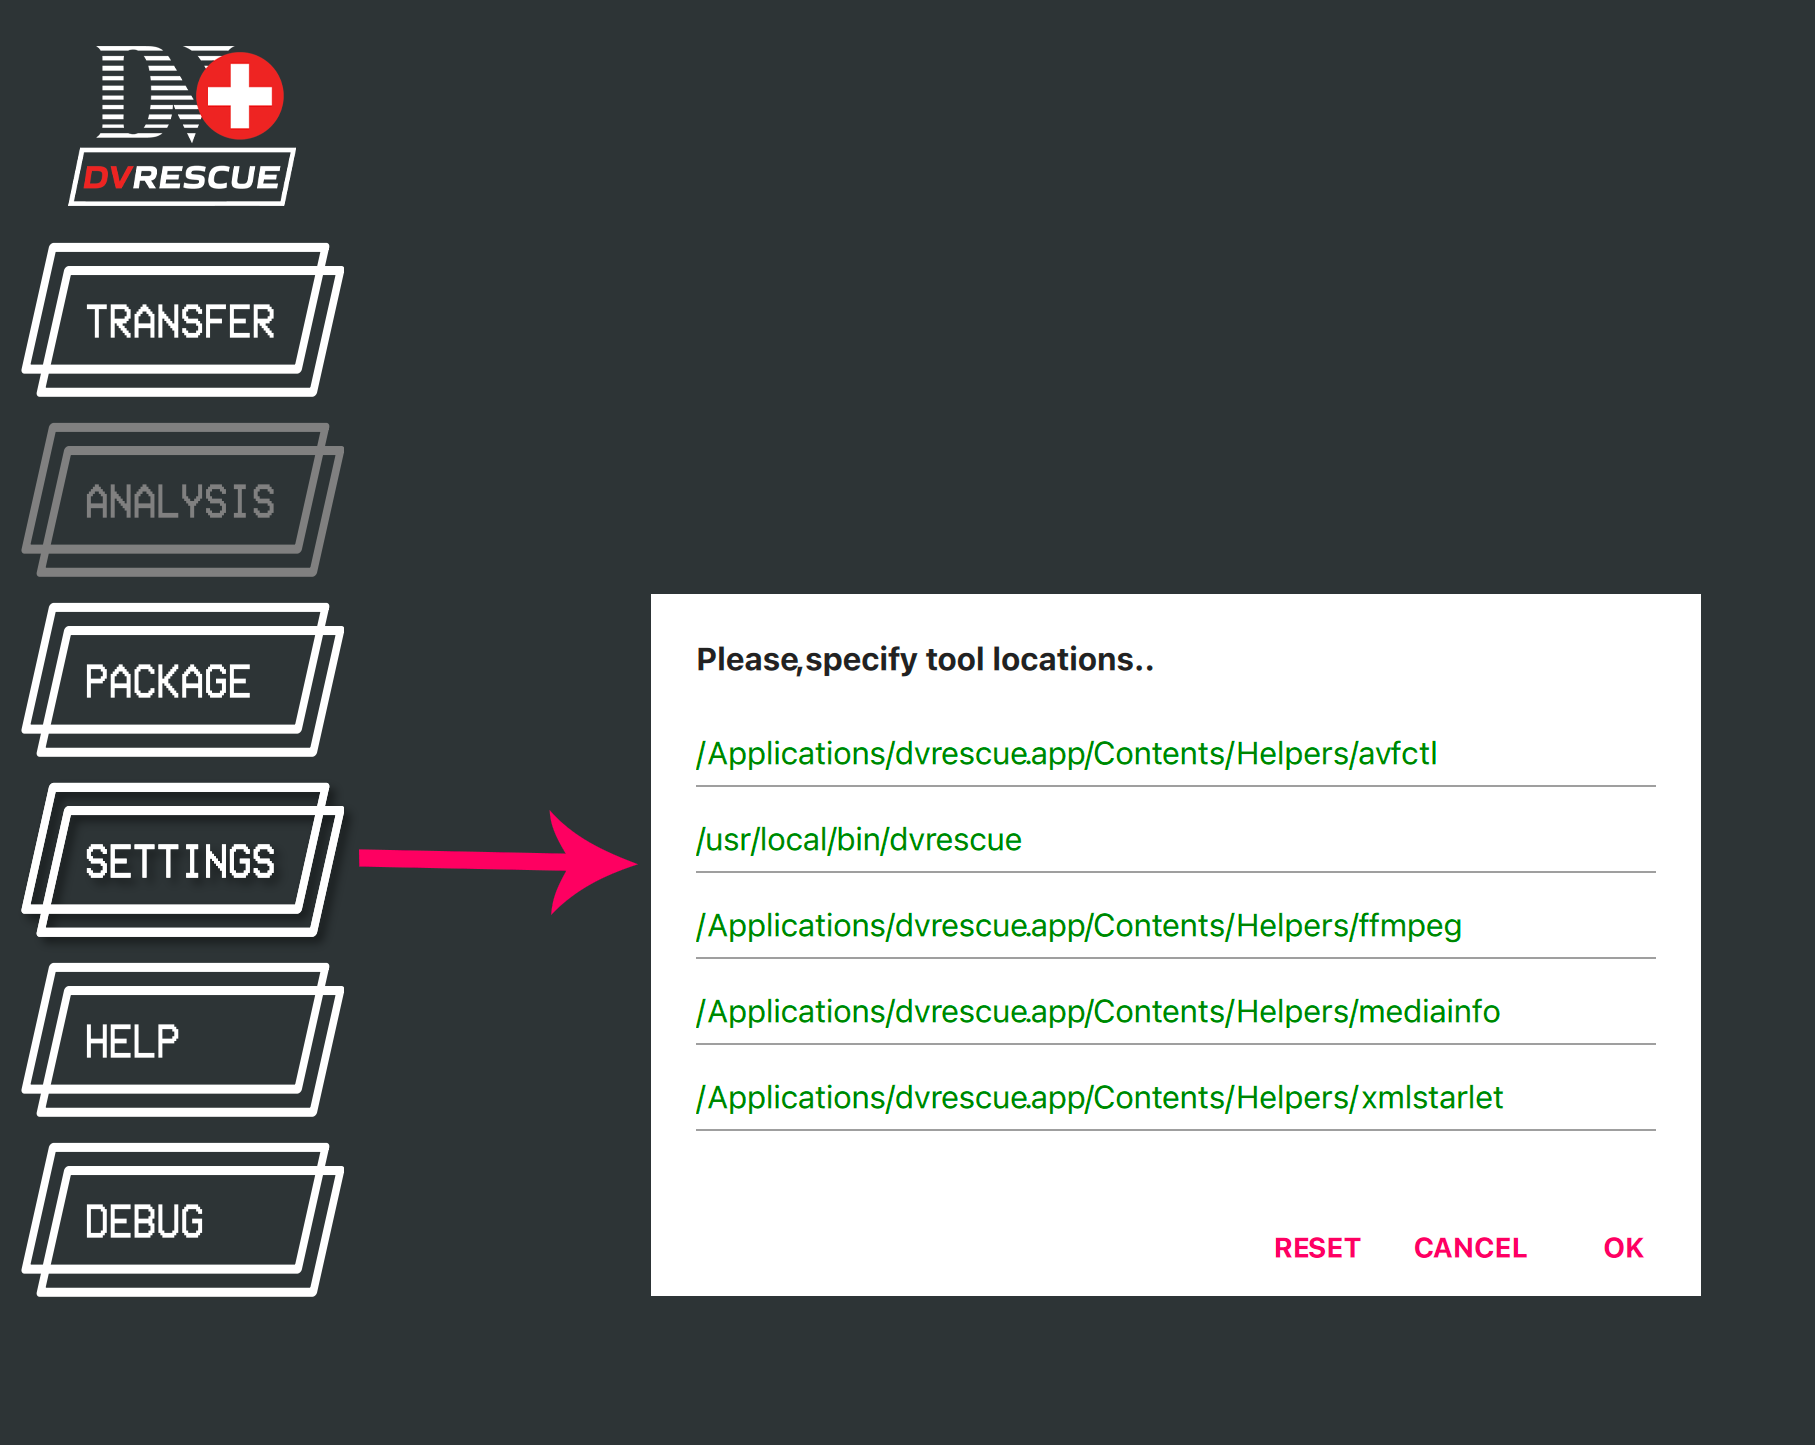 DV
DVRESCUE
TRANSFER
ANALYSIS
PACKAGE
SETTINGS
HELP
DEBUG
Please,specify tool locations..
/Applications/dvrescue.app/Contents/Helpers/avfctl
/usr/local/bin/dvrescue
/Applications/dvrescue.app/Contents/Helpers/ffmpeg
/Applications/dvrescue.app/Contents/Helpers/mediainfo
/Applications/dvrescue.app/Contents/Helpers/xmlstarlet
RESET CANCEL OK